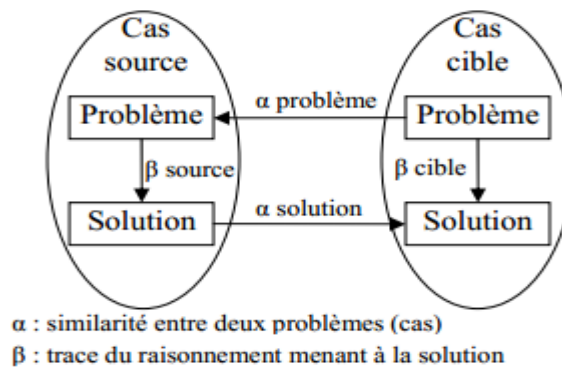 Cas
source
Cas
cible
α problème
Problème
Problème
β source
β cible
α solution
Solution
Solution
α : similarité entre deux problèmes (cas)
β : trace du raisonnement menant à la solution